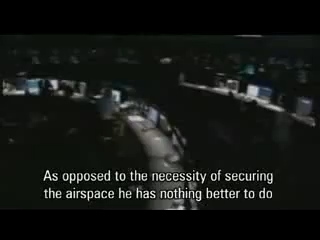 As opposed to the necessity of securing
the airspace he has nothing better to do